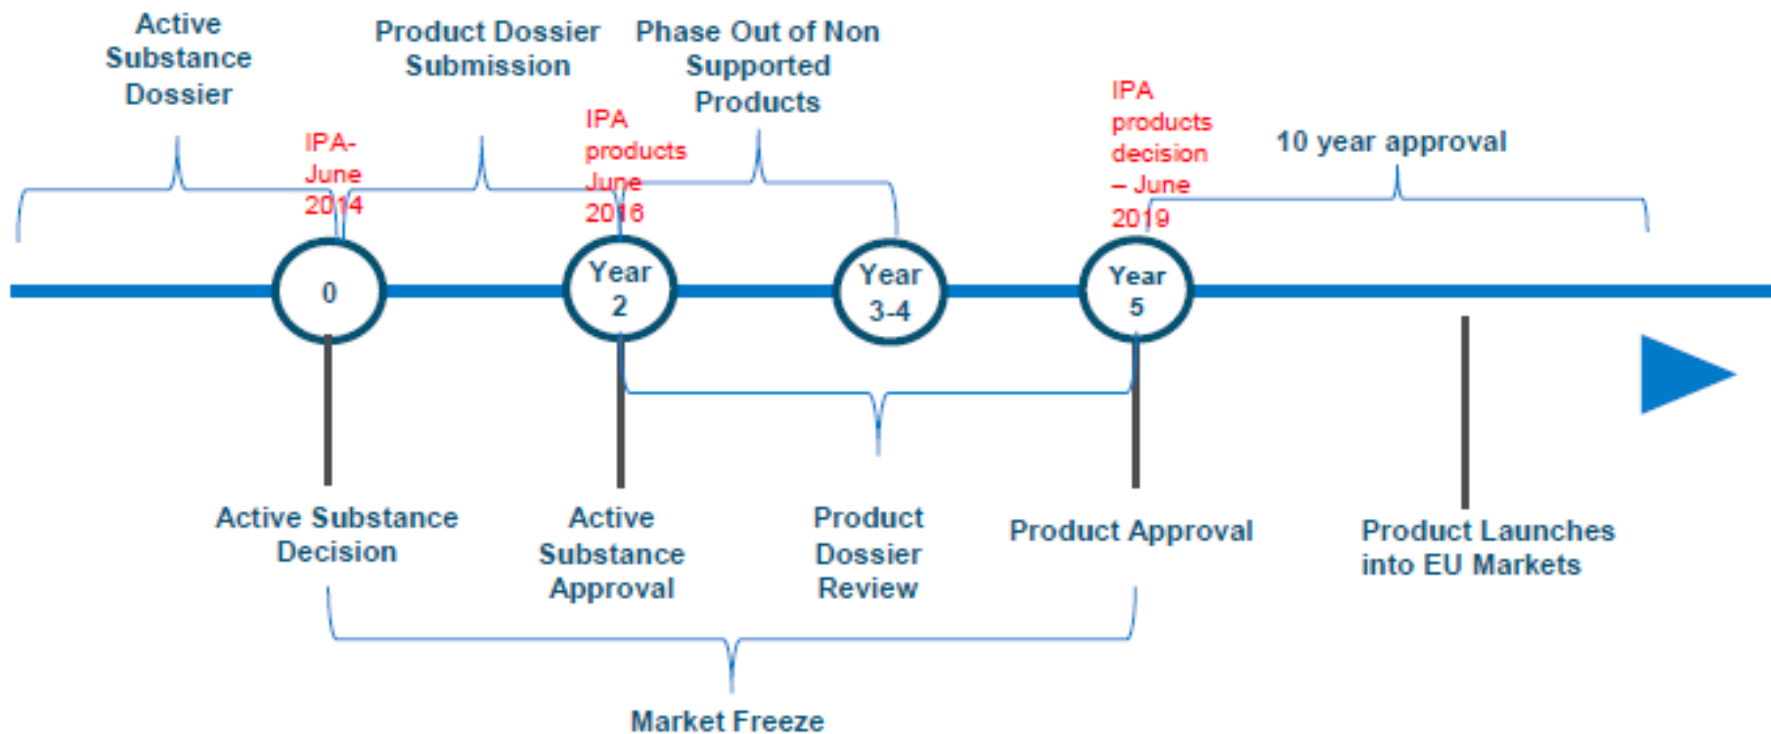 Active
Substance
Dossier
Product Dossier
Submission
Phase Out of Non
Supported
Products
IPA-
June
2014
IPA
products
June
2016
IPA
products
decision
– June
2019
10 year approval
0
Year
2
Year
3-4
Year
5
Active Substance
Decision
Active
Substance
Approval
Product
Dossier
Review
Product Approval
Product Launches
into EU Markets
Market Freeze